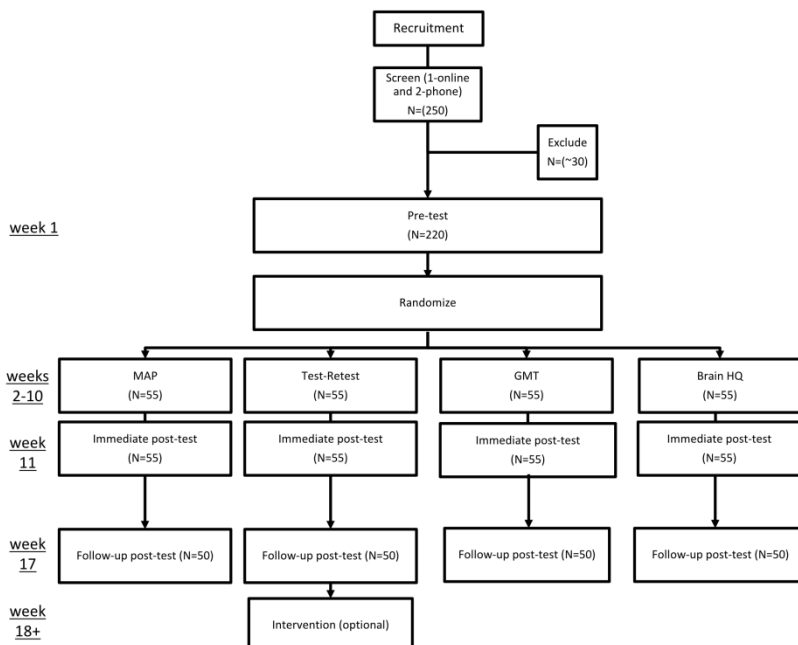 Recruitment
Screen (1-online
and 2-phone)
N=(250)
Exclude
N=(~30)
week 1
Pre-test
(N=220)
Randomize
weeks
2-10
MAP
(N=55)
Test-Retest
(N=55)
GMT
(N=55)
Brain HQ
(N=55)
week
11
Immediate post-test
(N=55)
Immediate post-test
(N=55)
Immediate post-test
(N=55)
Immediate post-test
(N=55)
week
17
Follow-up post-test (N=50)
Follow-up post-test (N=50)
Follow-up post-test (N=50)
Follow-up post-test (N=50)
week
18+
Intervention (optional)